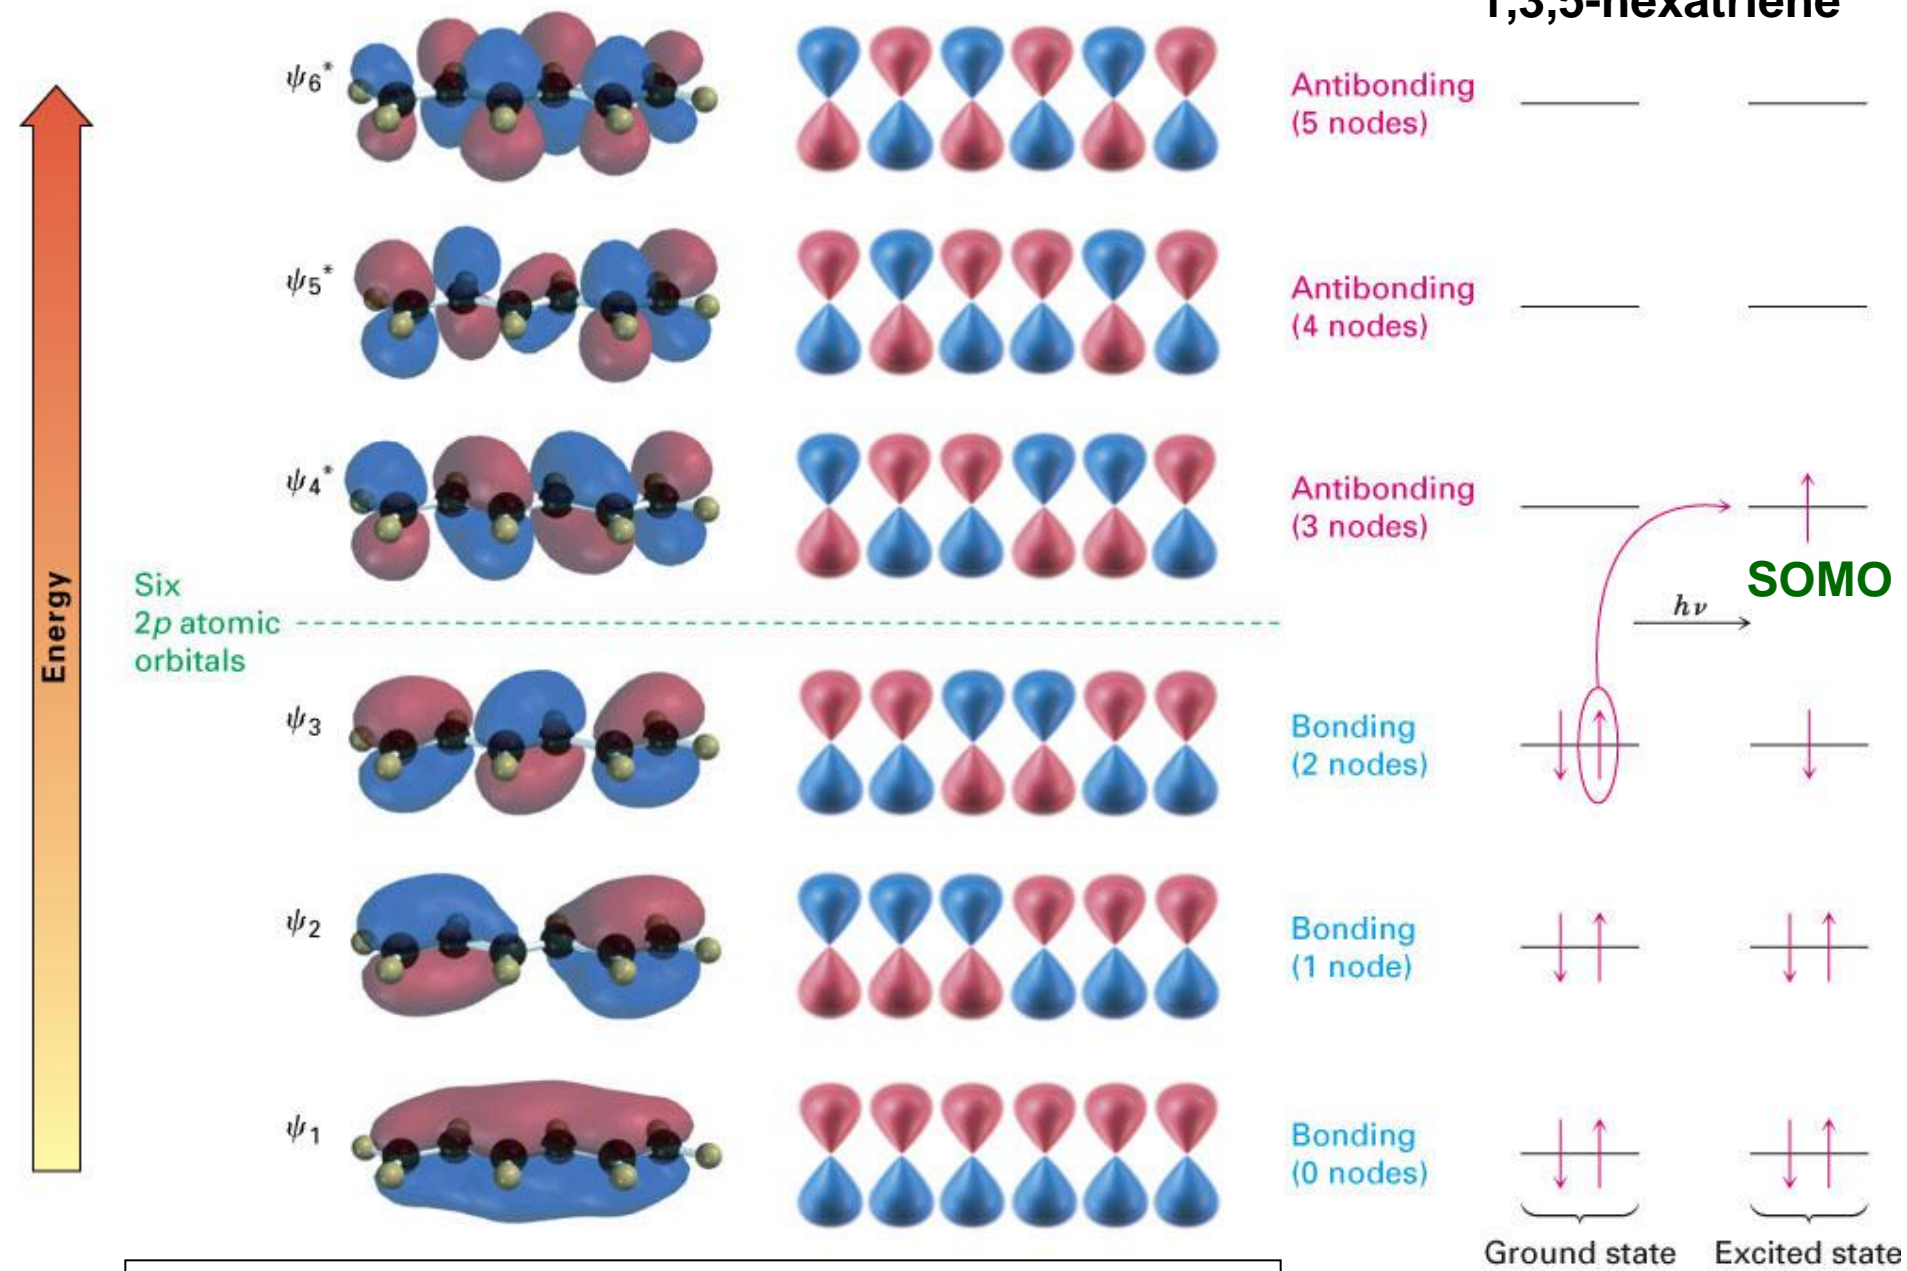 1,3,5-hexatriene
ψ6*
Antibonding
(5 nodes)
ψ5*
Antibonding
(4 nodes)
ψ4*
Antibonding
(3 nodes)
SOMO
Six
2p atomic
orbitals
hν
Energy
ψ3
Bonding
(2 nodes)
ψ2
Bonding
(1 node)
ψ1
Bonding
(0 nodes)
Ground state
Excited state